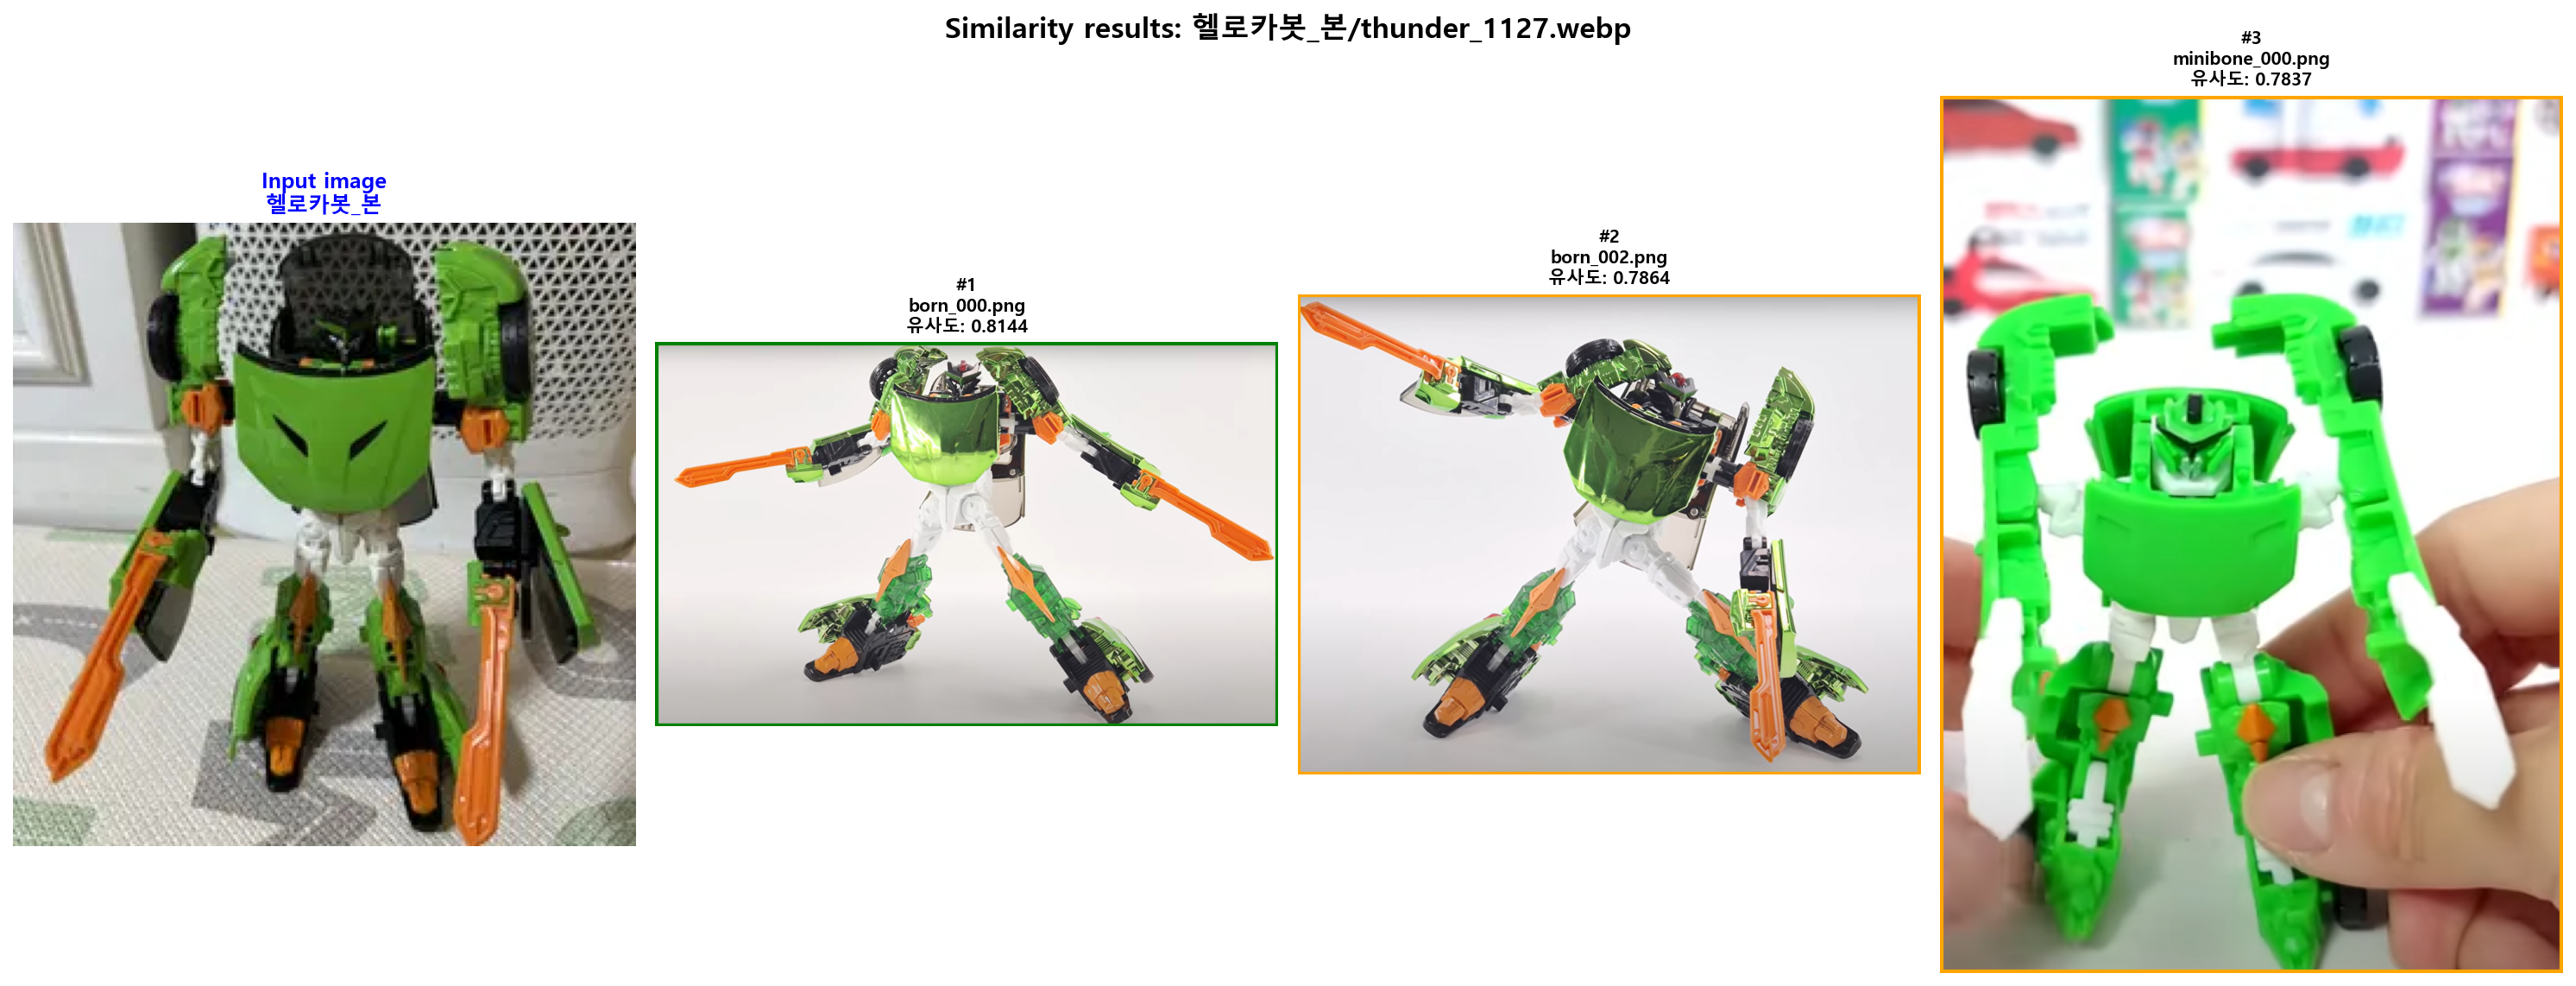 Similarity results: 헬로카봇_본/thunder_1127.webp
Input image
헬로카봇_본
#1
born_000.png
유사도: 0.8144
#2
born_002.png
유사도: 0.7864
#3
minibone_000.png
유사도: 0.7837